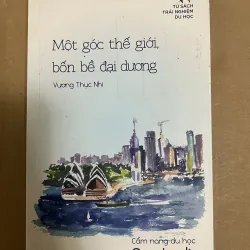 TỦ SÁCH
TRẢI NGHIỆM
DU HỌC
Một góc thế giới,
bốn bề đại dương
Vương Thục Nhi
Cẩm nang du học